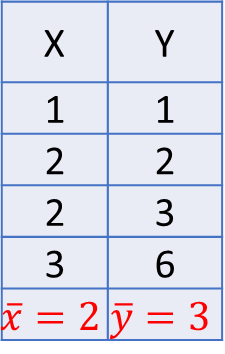 X Y
1 1
2 2
2 3
3 6
x̄ = 2 ȳ = 3